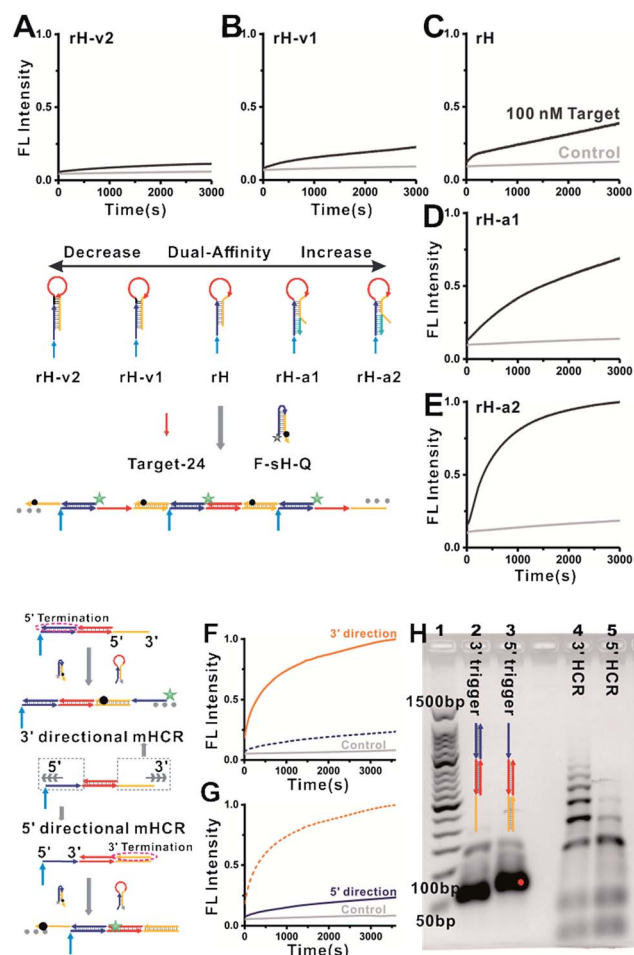 A rH-v2
FL Intensity
1.0
0.5
0.0
0 1000 2000 3000
Time(s)
B rH-v1
1.0
0.5
0.0
0 1000 2000 3000
Time(s)
C rH
1.0
0.5
0.0
100 nM Target
Control
0 1000 2000 3000
Time(s)
Decrease Dual-Affinity Increase
rH-v2 rH-v1 rH rH-a1 rH-a2
Target-24 F-sH-Q
D rH-a1
FL Intensity
1.0
0.5
0.0
0 1000 2000 3000
E rH-a2
FL Intensity
1.0
0.5
0.0
0 1000 2000 3000
Time(s)
5' Termination
5' 3'
3' directional mHCR
5' 3'
5' directional mHCR
5' 3' 3' Termination
F
FL Intensity
1.0
0.5
0.0
3' direction
Control
0 1000 2000 3000
Time(s)
G
FL Intensity
1.0
0.5
0.0
5' direction
Control
0 1000 2000 3000
Time(s)
H 1 2 3 4 5
3' trigger
5' trigger
3' HCR
5' HCR
1500bp
100bp
50bp